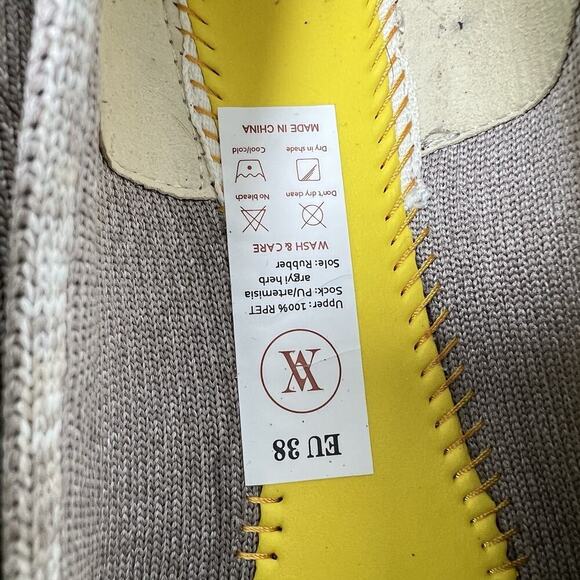 EU 38
VIVAIA
Upper: 100% RPET
Sock: PU/artemisia
argyi herb
Sole: Rubber
WASH & CARE
Don't dry clean
No bleach
Dry in shade
Cool/cold
MADE IN CHINA